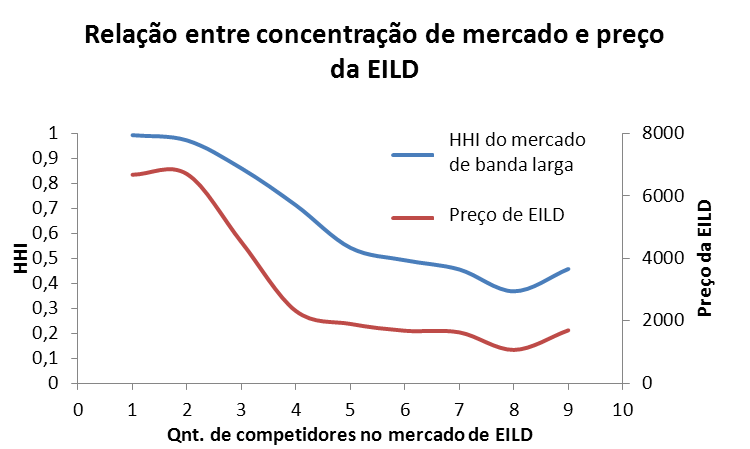 Relação entre concentração de mercado e preço
da EILD
1
0,9
0,8
0,7
0,6
0,5
0,4
0,3
0,2
0,1
0
HHI
8000
6000
4000
2000
0
Preço da EILD
HHI do mercado
de banda larga
Preço de EILD
0 1 2 3 4 5 6 7 8 9 10
Qnt. de competidores no mercado de EILD